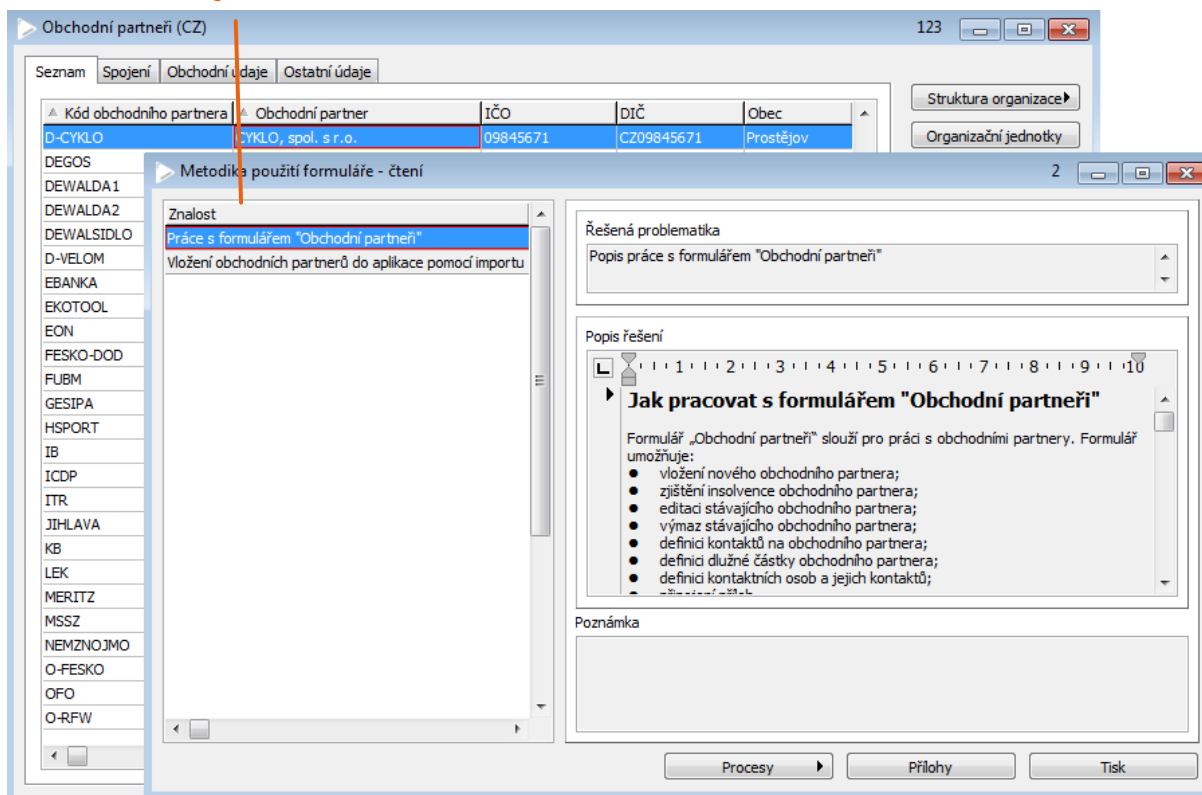 Obchodní partneři (CZ) 123
Seznam Spojení Obchodní údaje Ostatní údaje
Struktura organizace
Kód obchodního partnera Obchodní partner IČO DIČ Obec
D-CYKLO CYKLO, spol. s r.o. 09845671 CZ09845671 Prostějov
Organizační jednotky
DEGOS
DEWALDA1
DEWALDA2
DEWALSIDLO
D-VELOM
EBANKA
EKOTOOL
EON
FESKO-DOD
FUBM
GESIPA
HSPORT
IB
ICDP
ITR
JIHLAVA
KB
LEK
MERITZ
MSSZ
NEMZNOJMO
O-FESKO
OFO
O-RFW
Metodika použití formuláře - čtení 2
Znalost
Práce s formulářem "Obchodní partneři"
Vložení obchodních partnerů do aplikace pomocí importu
Řešená problematika
Popis práce s formulářem "Obchodní partneři"
Popis řešení
1 2 3 4 5 6 7 8 9 10
Jak pracovat s formulářem "Obchodní partneři"
Formulář „Obchodní partneři“ slouží pro práci s obchodními partnery. Formulář
umožňuje:
● vložení nového obchodního partnera;
● zjištění insolvence obchodního partnera;
● editaci stávajícího obchodního partnera;
● výmaz stávajícího obchodního partnera;
● definici kontaktů na obchodního partnera;
● definici dlužné částky obchodního partnera;
● definici kontaktních osob a jejich kontaktů;
Poznámka
Procesy Přílohy Tisk